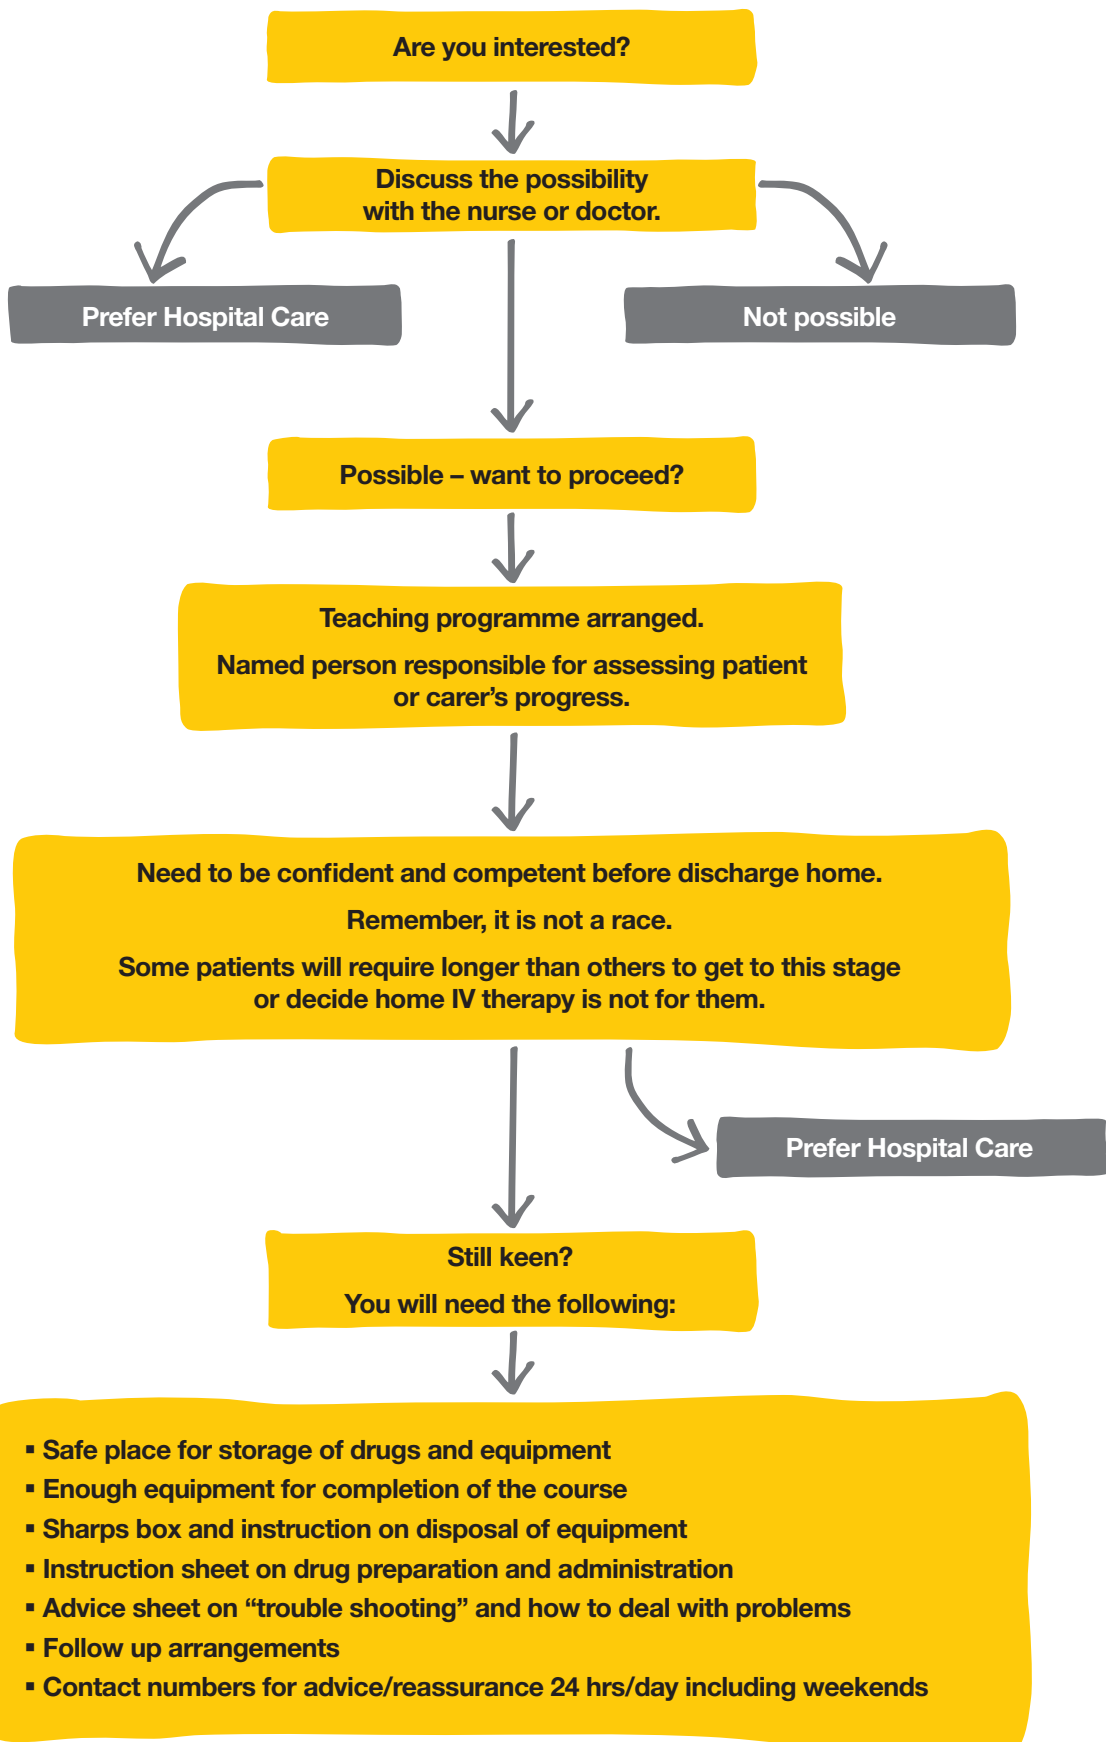 Are you interested?
Discuss the possibility
with the nurse or doctor.
Prefer Hospital Care
Not possible
Possible – want to proceed?
Teaching programme arranged.
Named person responsible for assessing patient
or carer’s progress.
Need to be confident and competent before discharge home.
Remember, it is not a race.
Some patients will require longer than others to get to this stage
or decide home IV therapy is not for them.
Prefer Hospital Care
Still keen?
You will need the following:
▪ Safe place for storage of drugs and equipment
▪ Enough equipment for completion of the course
▪ Sharps box and instruction on disposal of equipment
▪ Instruction sheet on drug preparation and administration
▪ Advice sheet on “trouble shooting” and how to deal with problems
▪ Follow up arrangements
▪ Contact numbers for advice/reassurance 24 hrs/day including weekends